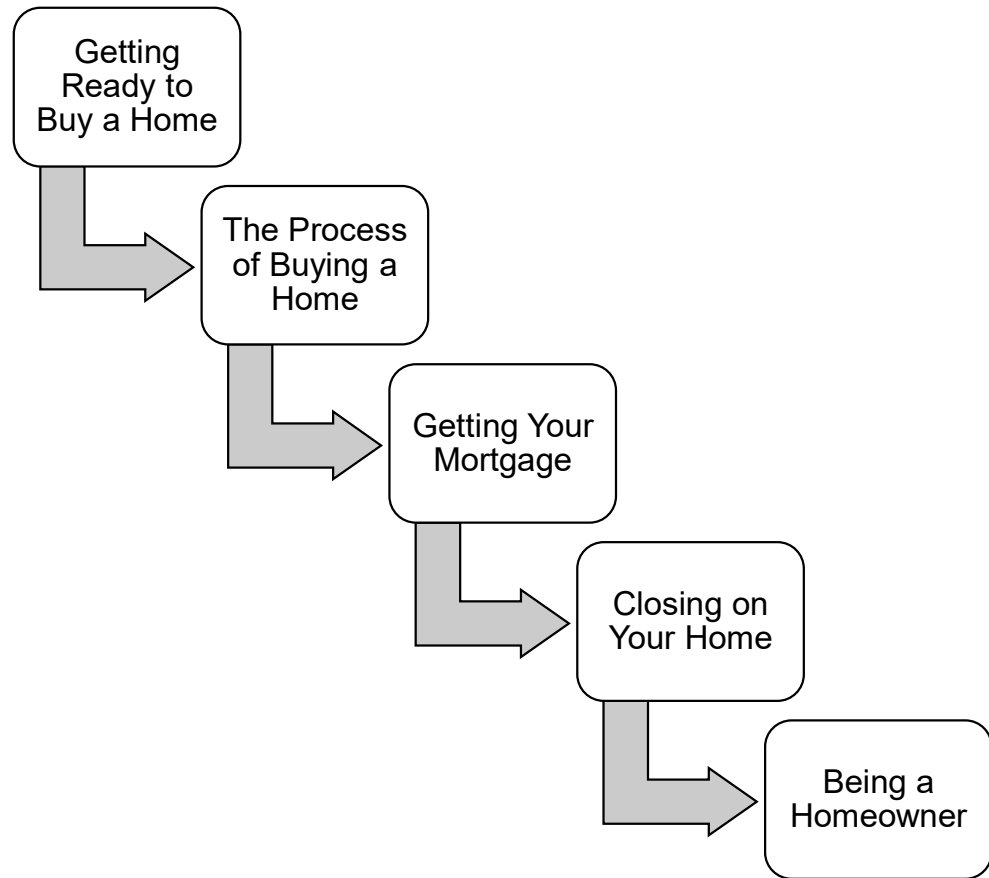 Getting
Ready to
Buy a Home
The Process
of Buying a
Home
Getting Your
Mortgage
Closing on
Your Home
Being a
Homeowner